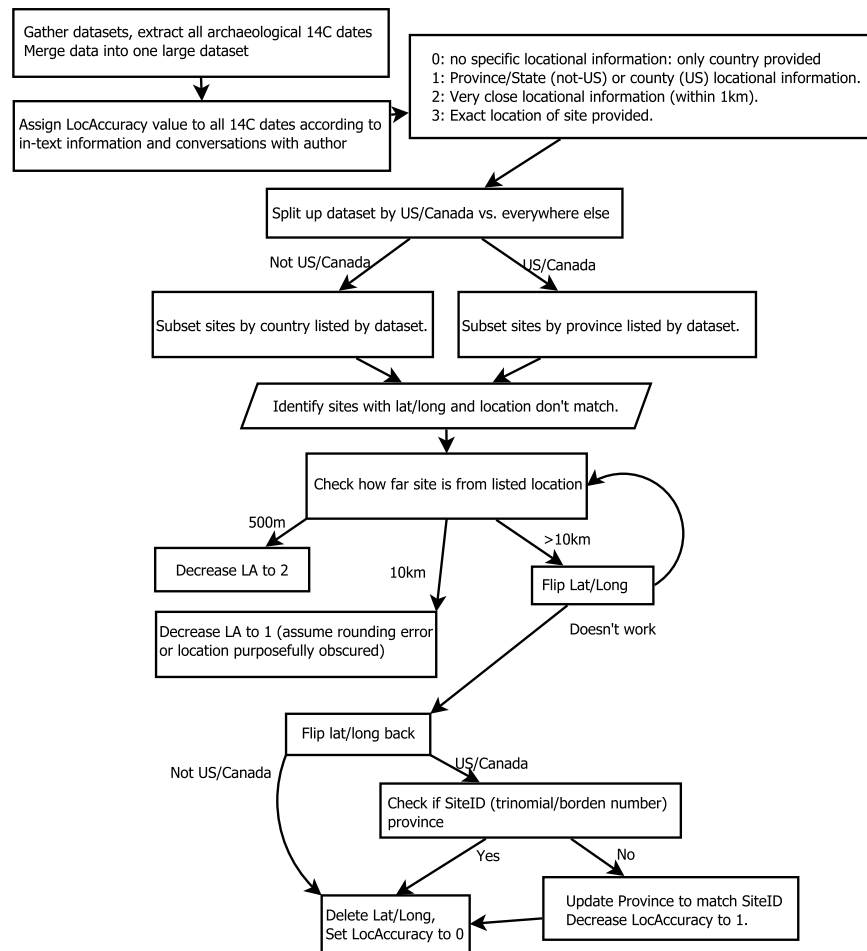 Gather datasets, extract all archaeological 14C dates
Merge data into one large dataset
0: no specific locational information: only country provided
1: Province/State (not-US) or county (US) locational information.
2: Very close locational information (within 1km).
3: Exact location of site provided.
Assign LocAccuracy value to all 14C dates according to
in-text information and conversations with author
Split up dataset by US/Canada vs. everywhere else
Not US/Canada
US/Canada
Subset sites by country listed by dataset.
Subset sites by province listed by dataset.
Identify sites with lat/long and location don't match.
Check how far site is from listed location
500m
10km
>10km
Decrease LA to 2
Flip Lat/Long
Decrease LA to 1 (assume rounding error
or location purposefully obscured)
Doesn't work
Flip lat/long back
Not US/Canada
US/Canada
Check if SiteID (trinomial/borden number)
province
Yes
No
Delete Lat/Long,
Set LocAccuracy to 0
Update Province to match SiteID
Decrease LocAccuracy to 1.